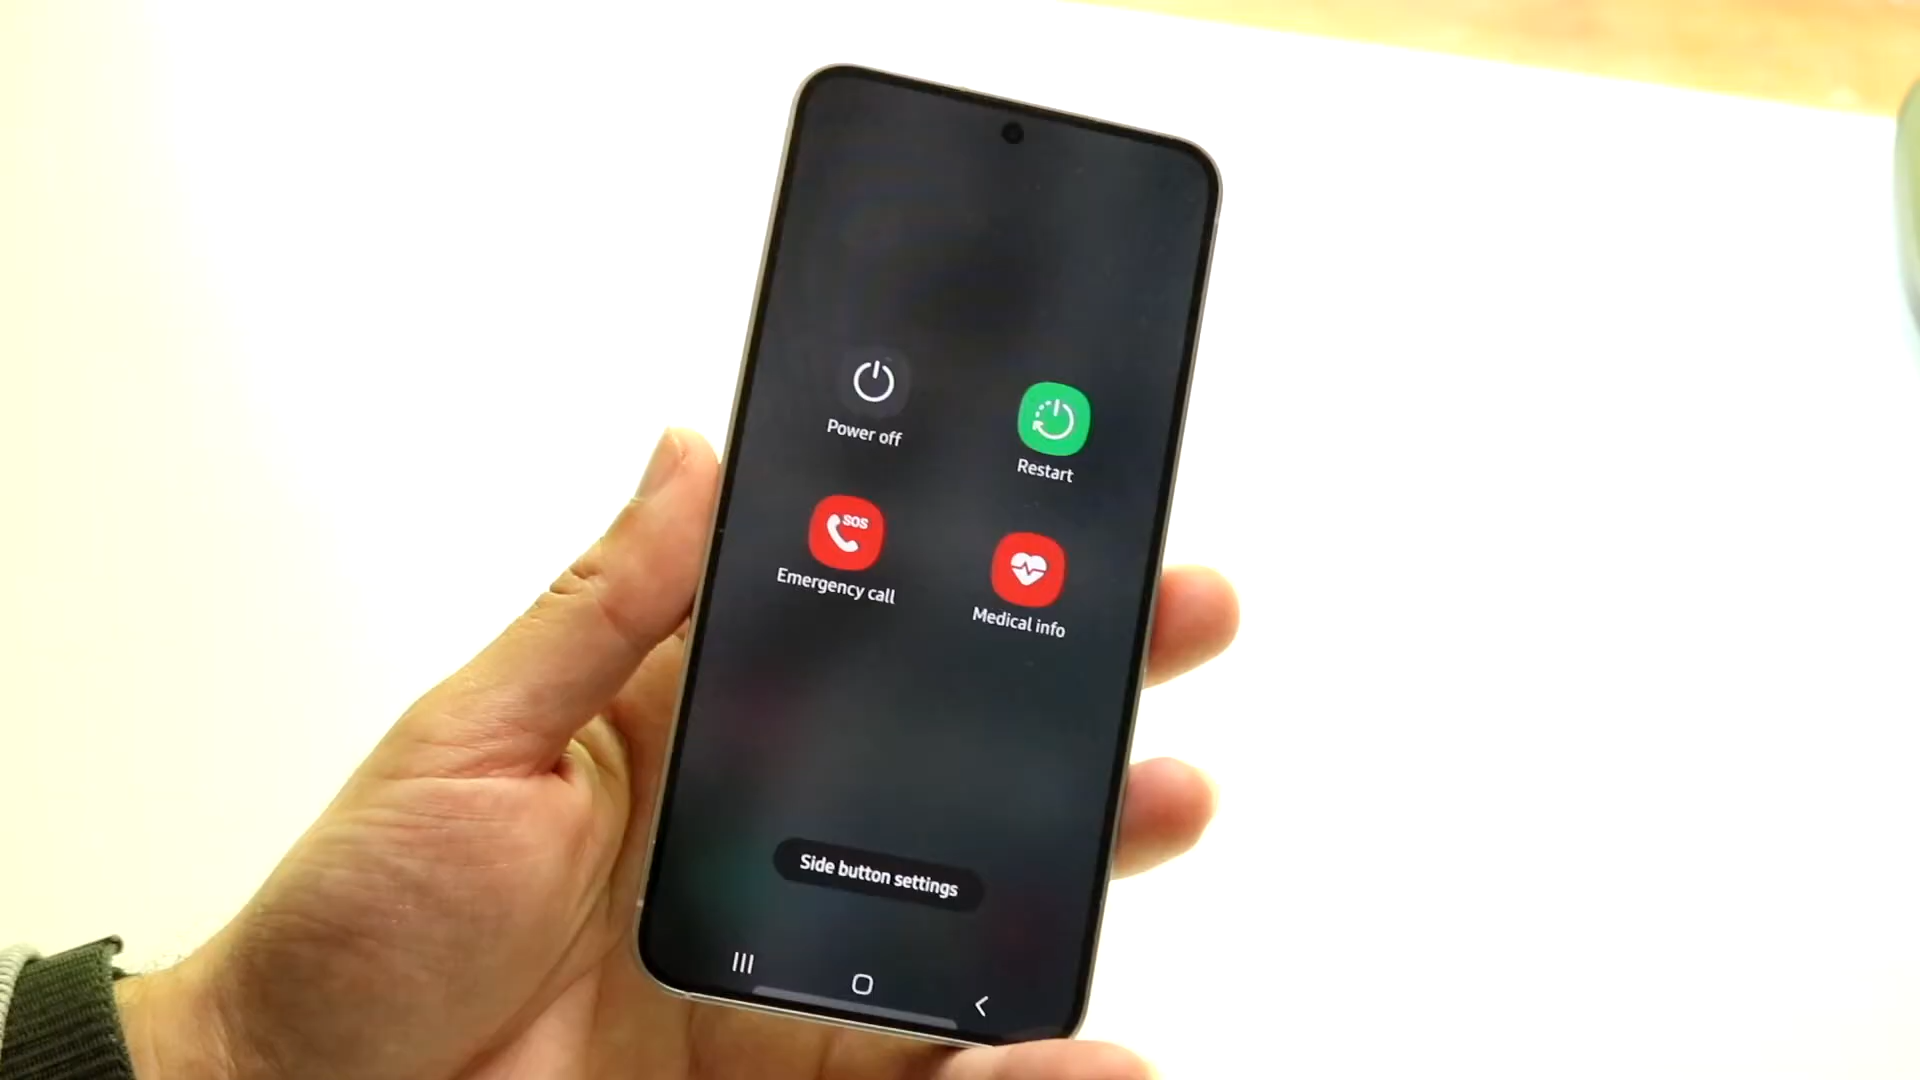 Power off
Restart
SOS
Emergency call
Medical info
Side button settings